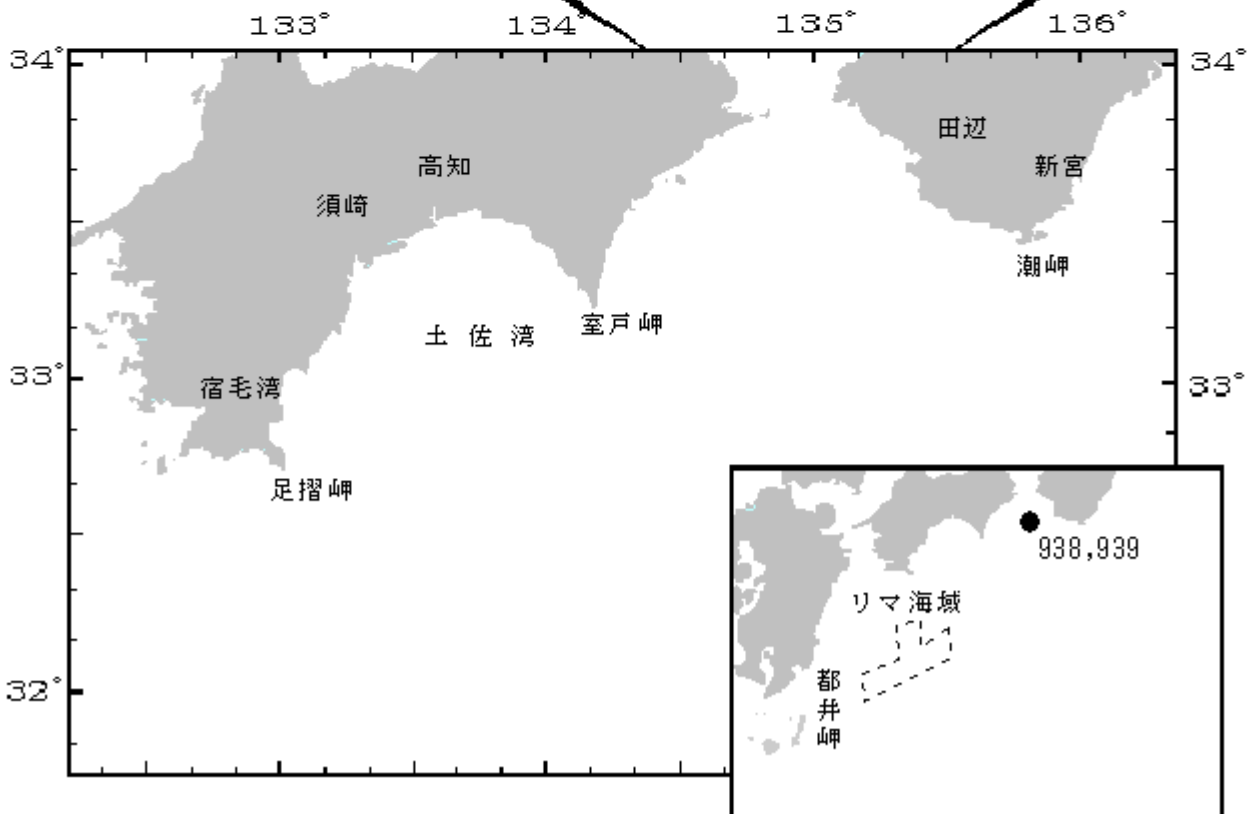 133° 134° 135° 136°
34° 34°
田辺
高知 新宮
須崎
潮岬
室戸岬
土佐湾
33° 33°
宿毛湾
足摺岬
938,939
リマ海域
都井岬
32°